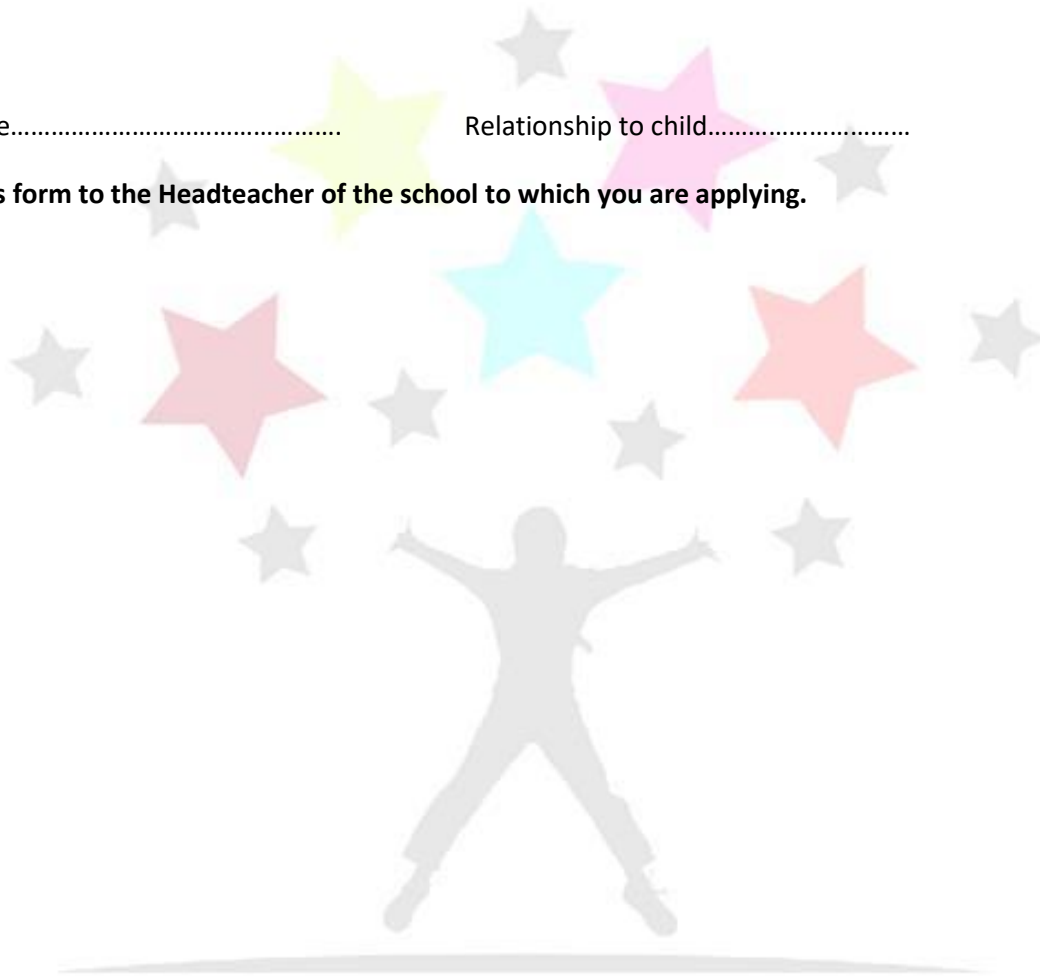 e………………………………………….     Relationship to child…………………………
s form to the Headteacher of the school to which you are applying.